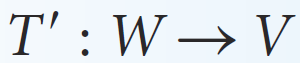 T′ : W → V